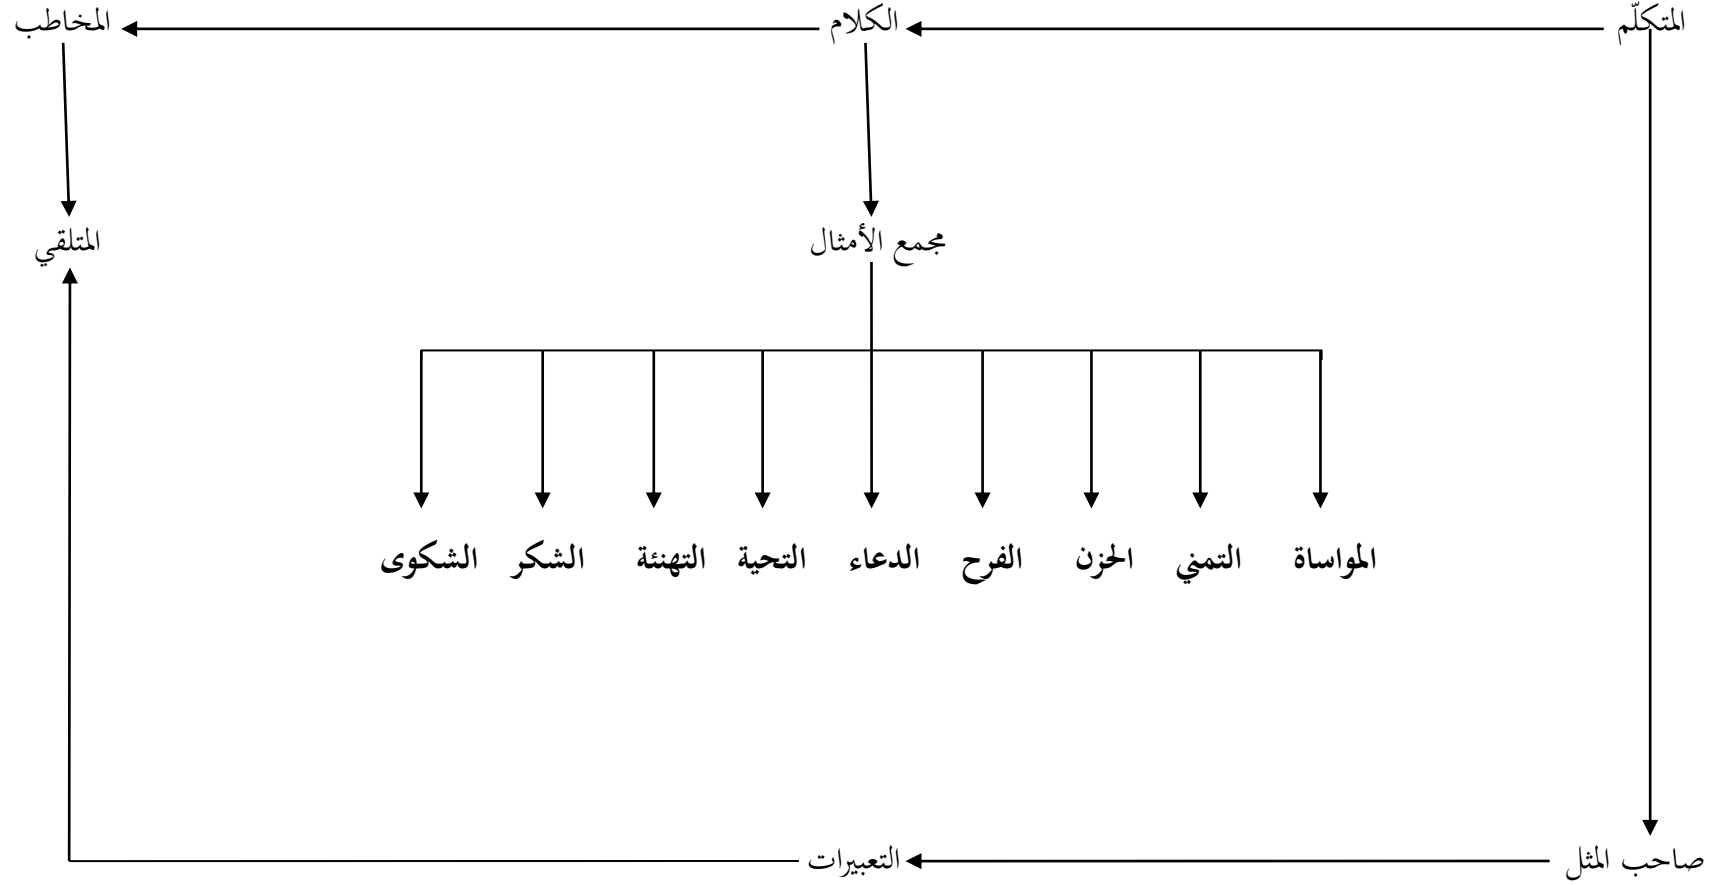 المتكلّم الكلام المخاطب
مجمع الأمثال المتلقي
المواساة التمني الحزن الفرح الدعاء التحية التهنئة الشكر الشكوى
صاحب المثل التعبيرات